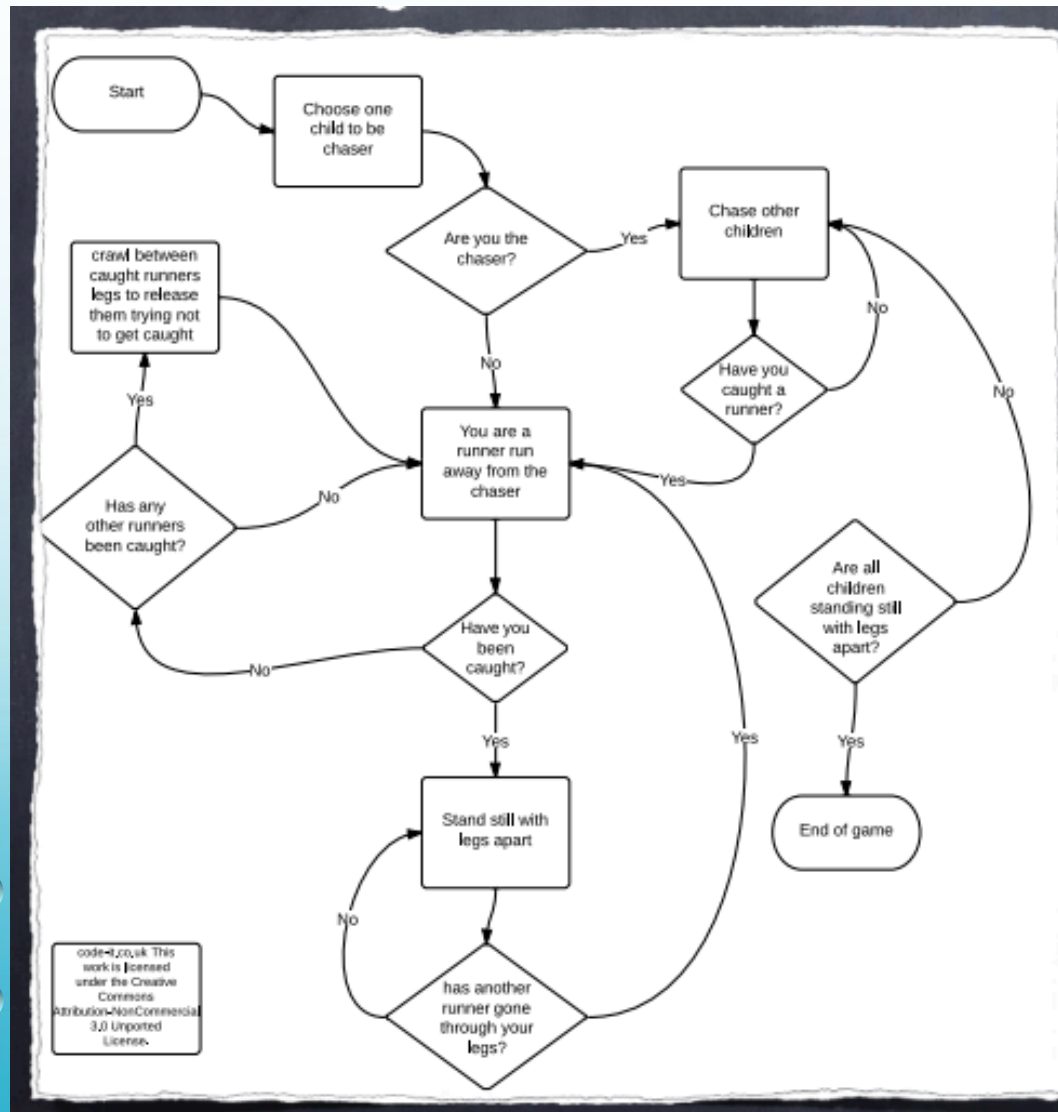 Start
Choose one
child to be
chaser
Are you the
chaser?
Yes
Chase other
children
No
Have you
caught a
runner?
Yes
No
No
You are a
runner run
away from the
chaser
crawl between
caught runners
legs to release
them trying not
to get caught
Yes
Has any
other runners
been caught?
No
Have you
been
caught?
No
Yes
Stand still with
legs apart
No
has another
runner gone
through your
legs?
Yes
Are all
children
standing still
with legs
apart?
Yes
End of game
code-it.co.uk This
work is licensed
under the Creative
Commons
Attribution-NonCommercial
3.0 Unported
License.